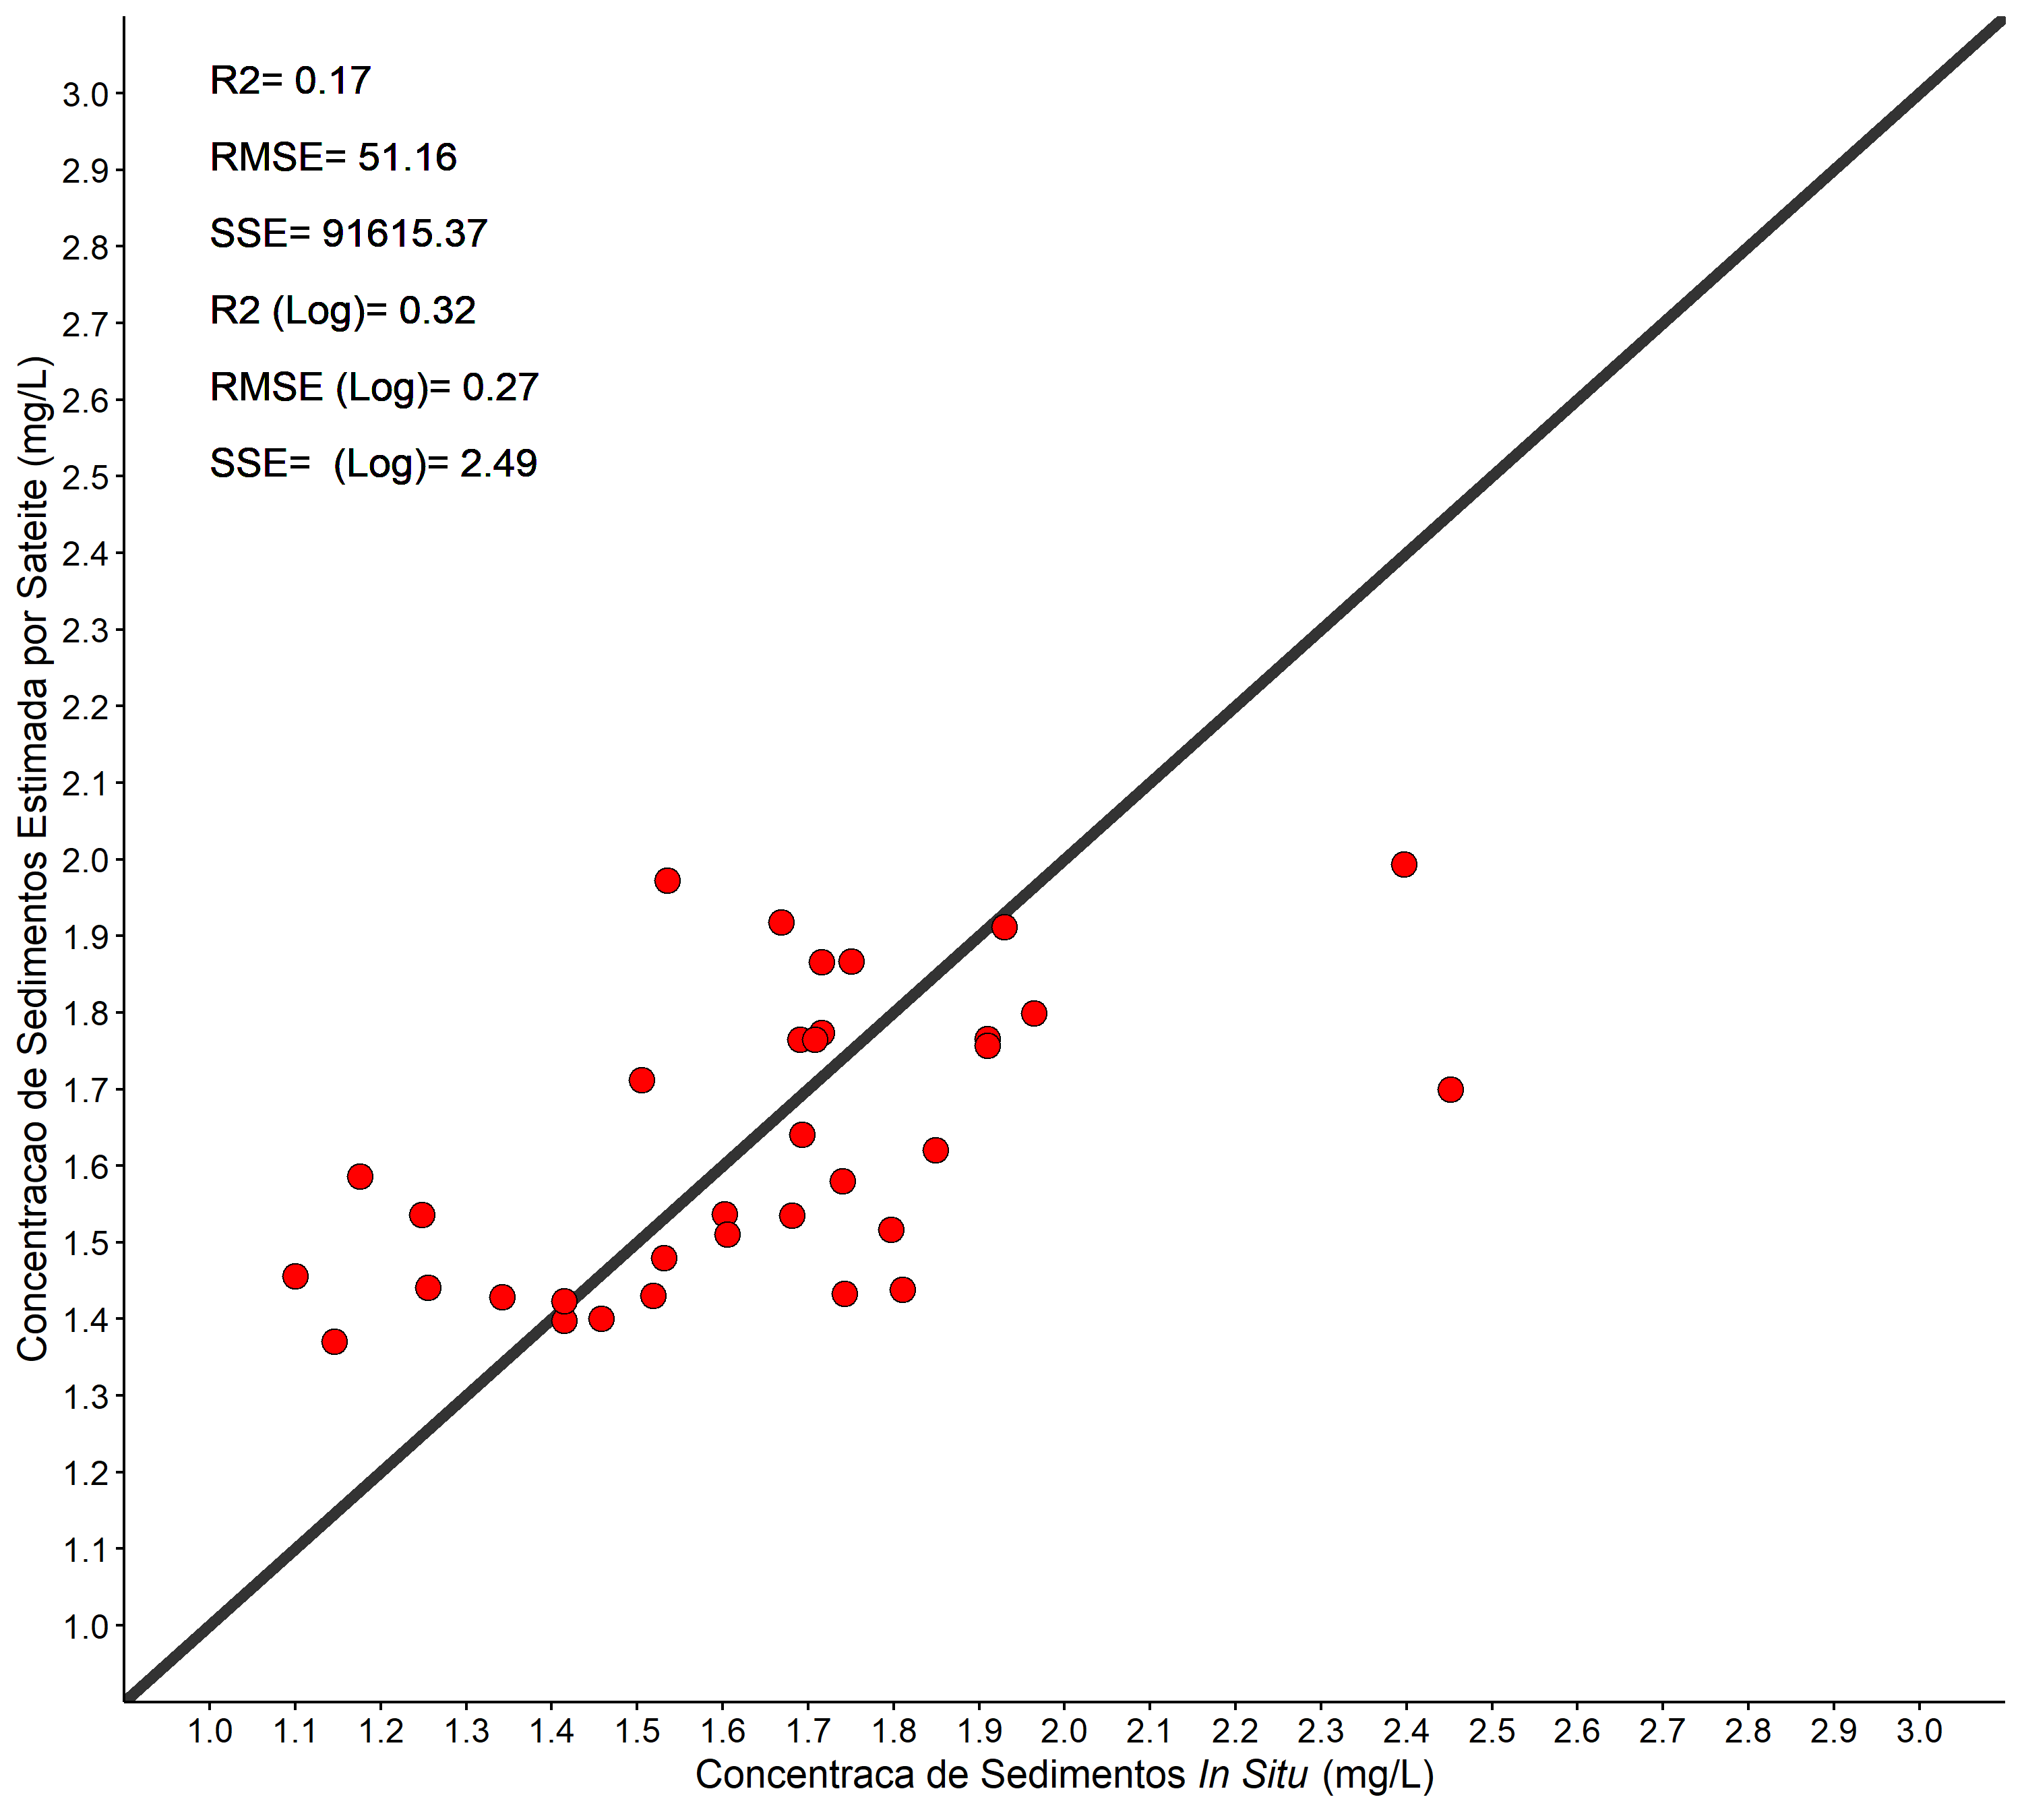 R2= 0.17
RMSE= 51.16
SSE= 91615.37
R2 (Log)= 0.32
RMSE (Log)= 0.27
SSE=  (Log)= 2.49
Concentracao de Sedimentos Estimada por Sateite (mg/L)
3.0
2.9
2.8
2.7
2.6
2.5
2.4
2.3
2.2
2.1
2.0
1.9
1.8
1.7
1.6
1.5
1.4
1.3
1.2
1.1
1.0
1.0 1.1 1.2 1.3 1.4 1.5 1.6 1.7 1.8 1.9 2.0 2.1 2.2 2.3 2.4 2.5 2.6 2.7 2.8 2.9 3.0
Concentraca de Sedimentos In Situ (mg/L)